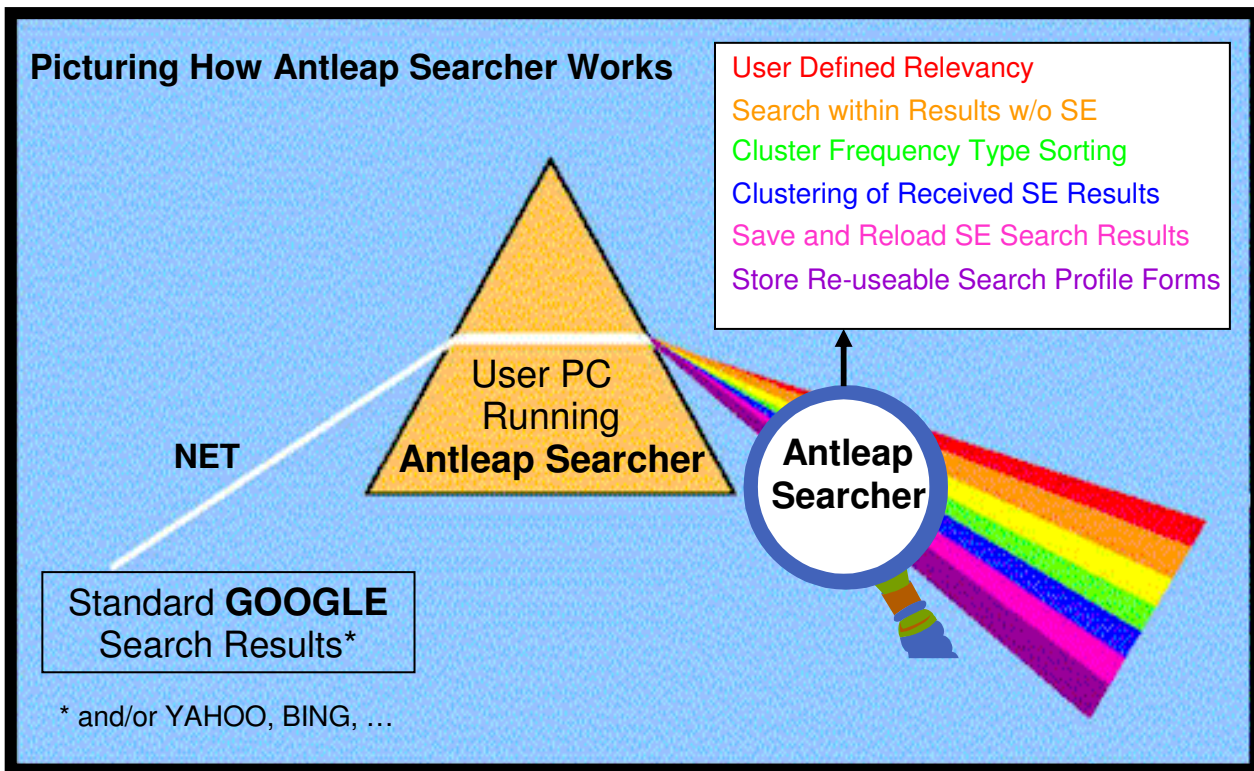 Picturing How Antleap Searcher Works
User Defined Relevancy
Search within Results w/o SE
Cluster Frequency Type Sorting
Clustering of Received SE Results
Save and Reload SE Search Results
Store Re-useable Search Profile Forms
User PC
Running
Antleap Searcher
NET
Antleap
Searcher
Standard GOOGLE
Search Results*
* and/or YAHOO, BING, …